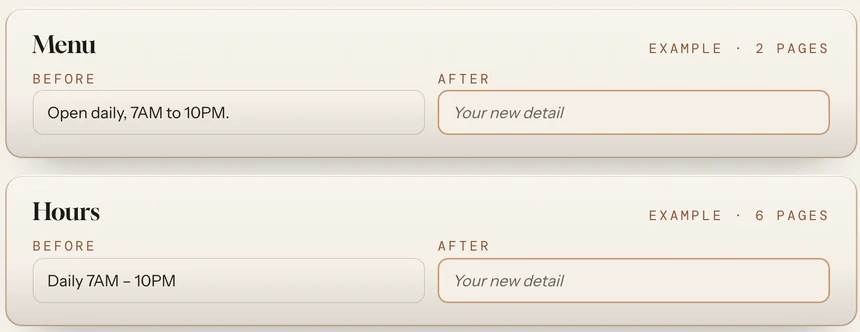 Menu
EXAMPLE · 2 PAGES
BEFORE
AFTER
Open daily, 7AM to 10PM.
Your new detail
Hours
EXAMPLE · 6 PAGES
BEFORE
AFTER
Daily 7AM – 10PM
Your new detail